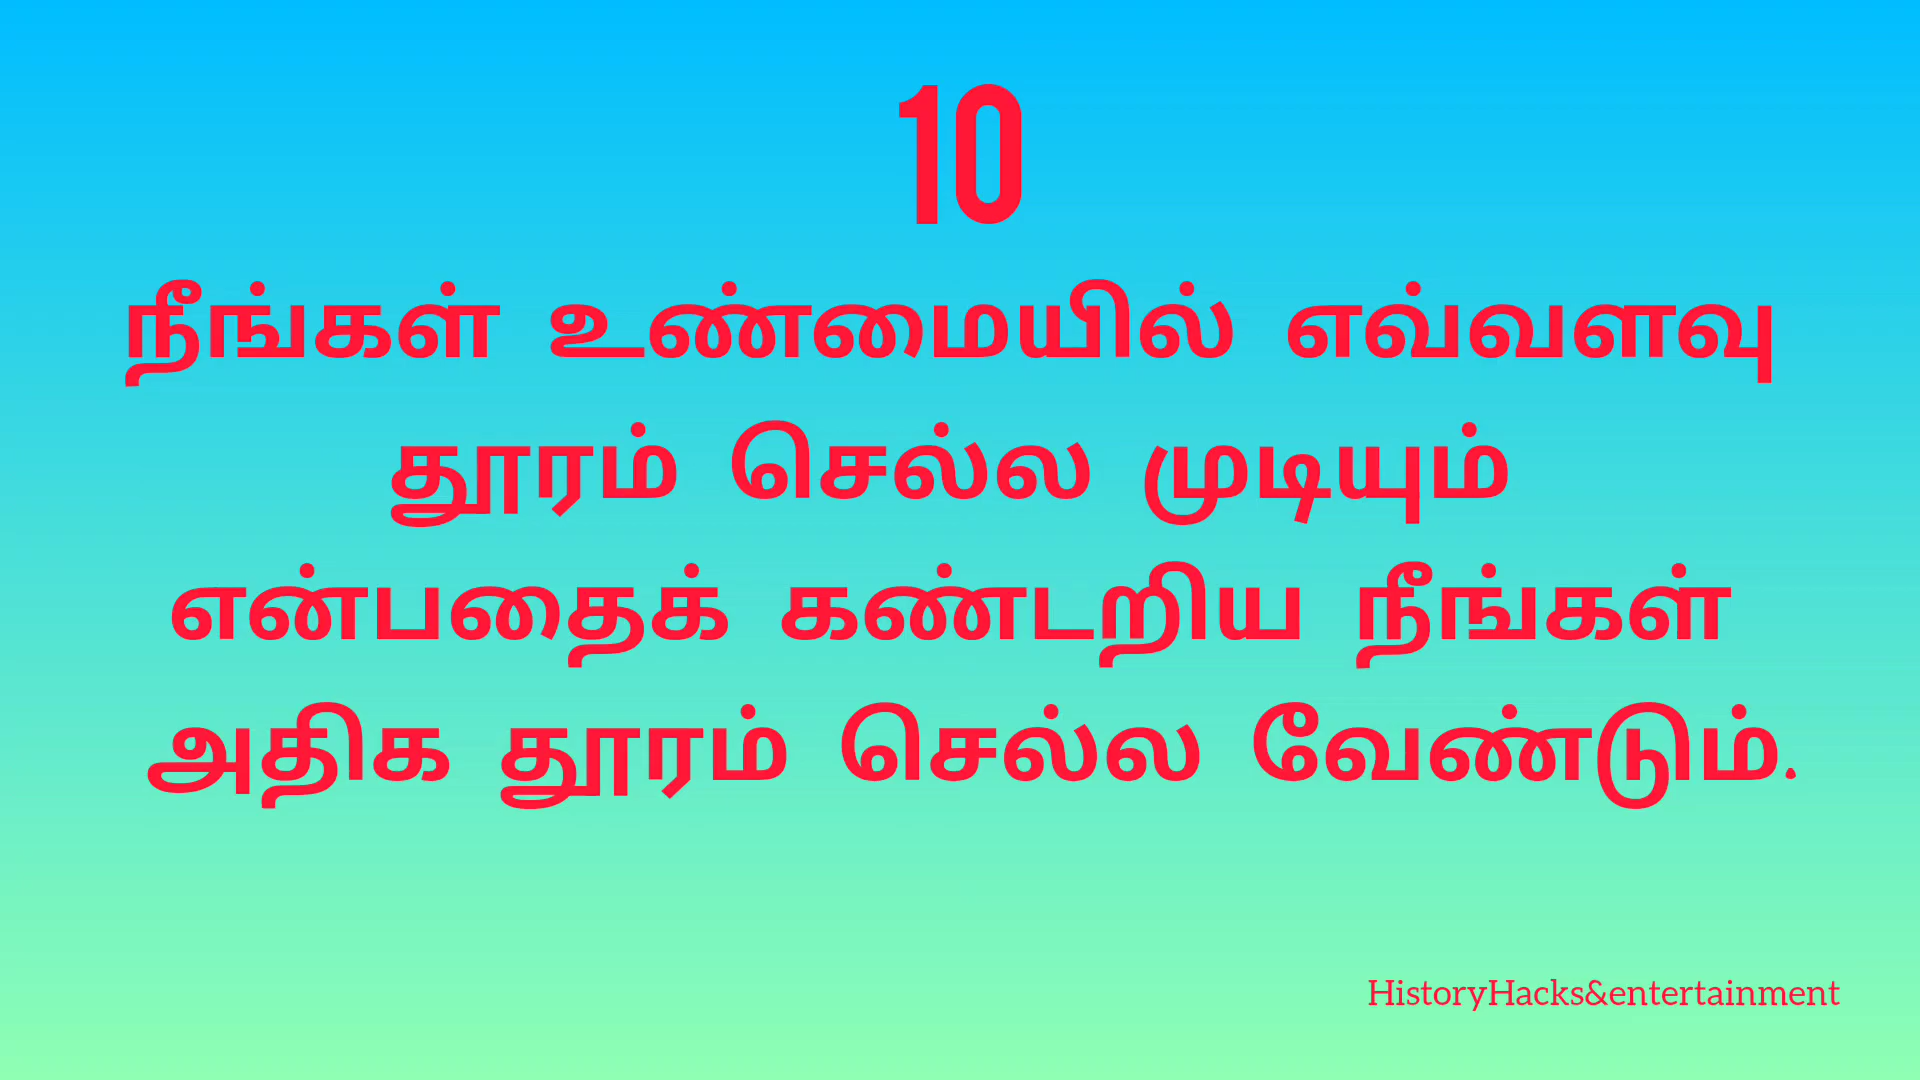 10
நீங்கள் உண்மையில் எவ்வளவு
தூரம் செல்ல முடியும்
என்பதைக் கண்டறிய நீங்கள்
அதிக தூரம் செல்ல வேண்டும்.
HistoryHacks&entertainment